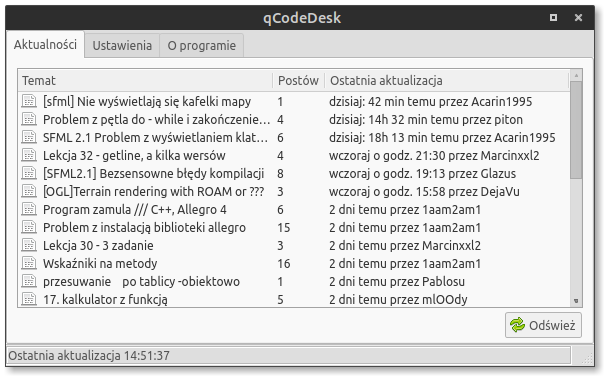 qCodeDesk
Aktualności Ustawienia O programie
Temat Postów Ostatnia aktualizacja
[sfml] Nie wyświetlają się kafelki mapy 1 dzisiaj: 42 min temu przez Acarin1995
Problem z pętla do - while i zakończenie... 4 dzisiaj: 14h 32 min temu przez piton
SFML 2.1 Problem z wyświetlaniem klat... 6 dzisiaj: 18h 13 min temu przez Acarin1995
Lekcja 32 - getline, a kilka wersów 4 wczoraj o godz. 21:30 przez Marcinxxl2
[SFML2.1] Bezsensowne błędy kompilacji 8 wczoraj o godz. 19:13 przez Glazus
[OGL]Terrain rendering with ROAM or ??? 3 wczoraj o godz. 15:58 przez DejaVu
Program zamula /// C++, Allegro 4 6 2 dni temu przez 1aam2am1
Problem z instalacją biblioteki allegro 15 2 dni temu przez 1aam2am1
Lekcja 30 - 3 zadanie 3 2 dni temu przez Marcinxxl2
Wskaźniki na metody 16 2 dni temu przez 1aam2am1
przesuwanie po tablicy -obiektowo 1 2 dni temu przez Pablosu
17. kalkulator z funkcją 5 2 dni temu przez mlOOdy
Odśwież
Ostatnia aktualizacja 14:51:37